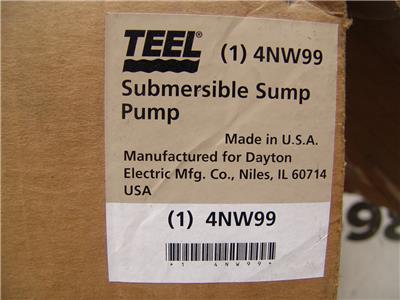 TEEL® (1) 4NW99
Submersible Sump
Pump
Made in U.S.A.
Manufactured for Dayton
Electric Mfg. Co., Niles, IL 60714
USA
(1) 4NW99
*1 4NW99*